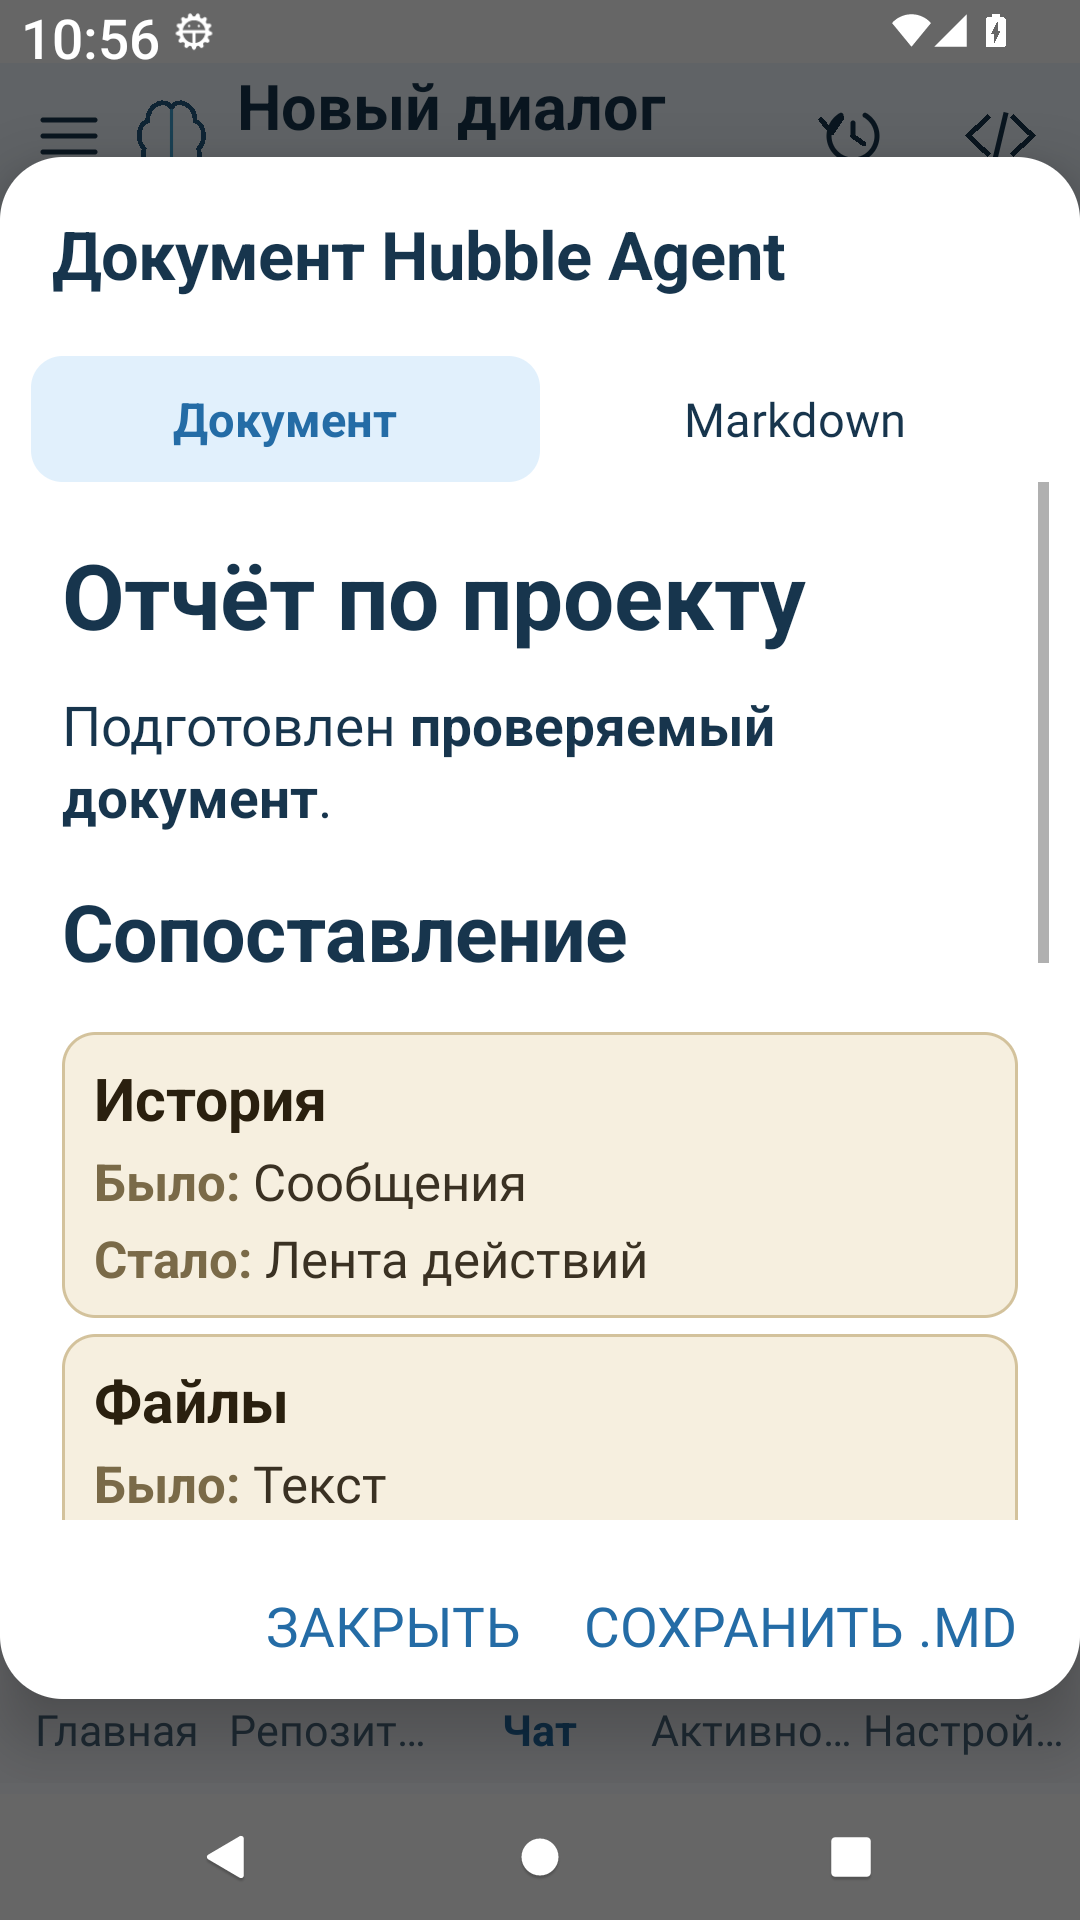 10:56
Новый диалог
Документ Hubble Agent
Документ
Markdown
Отчёт по проекту
Подготовлен проверяемый
документ.
Сопоставление
История
Было: Сообщения
Стало: Лента действий
Файлы
Было: Текст
ЗАКРЫТЬ
СОХРАНИТЬ .MD
Главная
Репозит…
Чат
Активно…
Настрой…